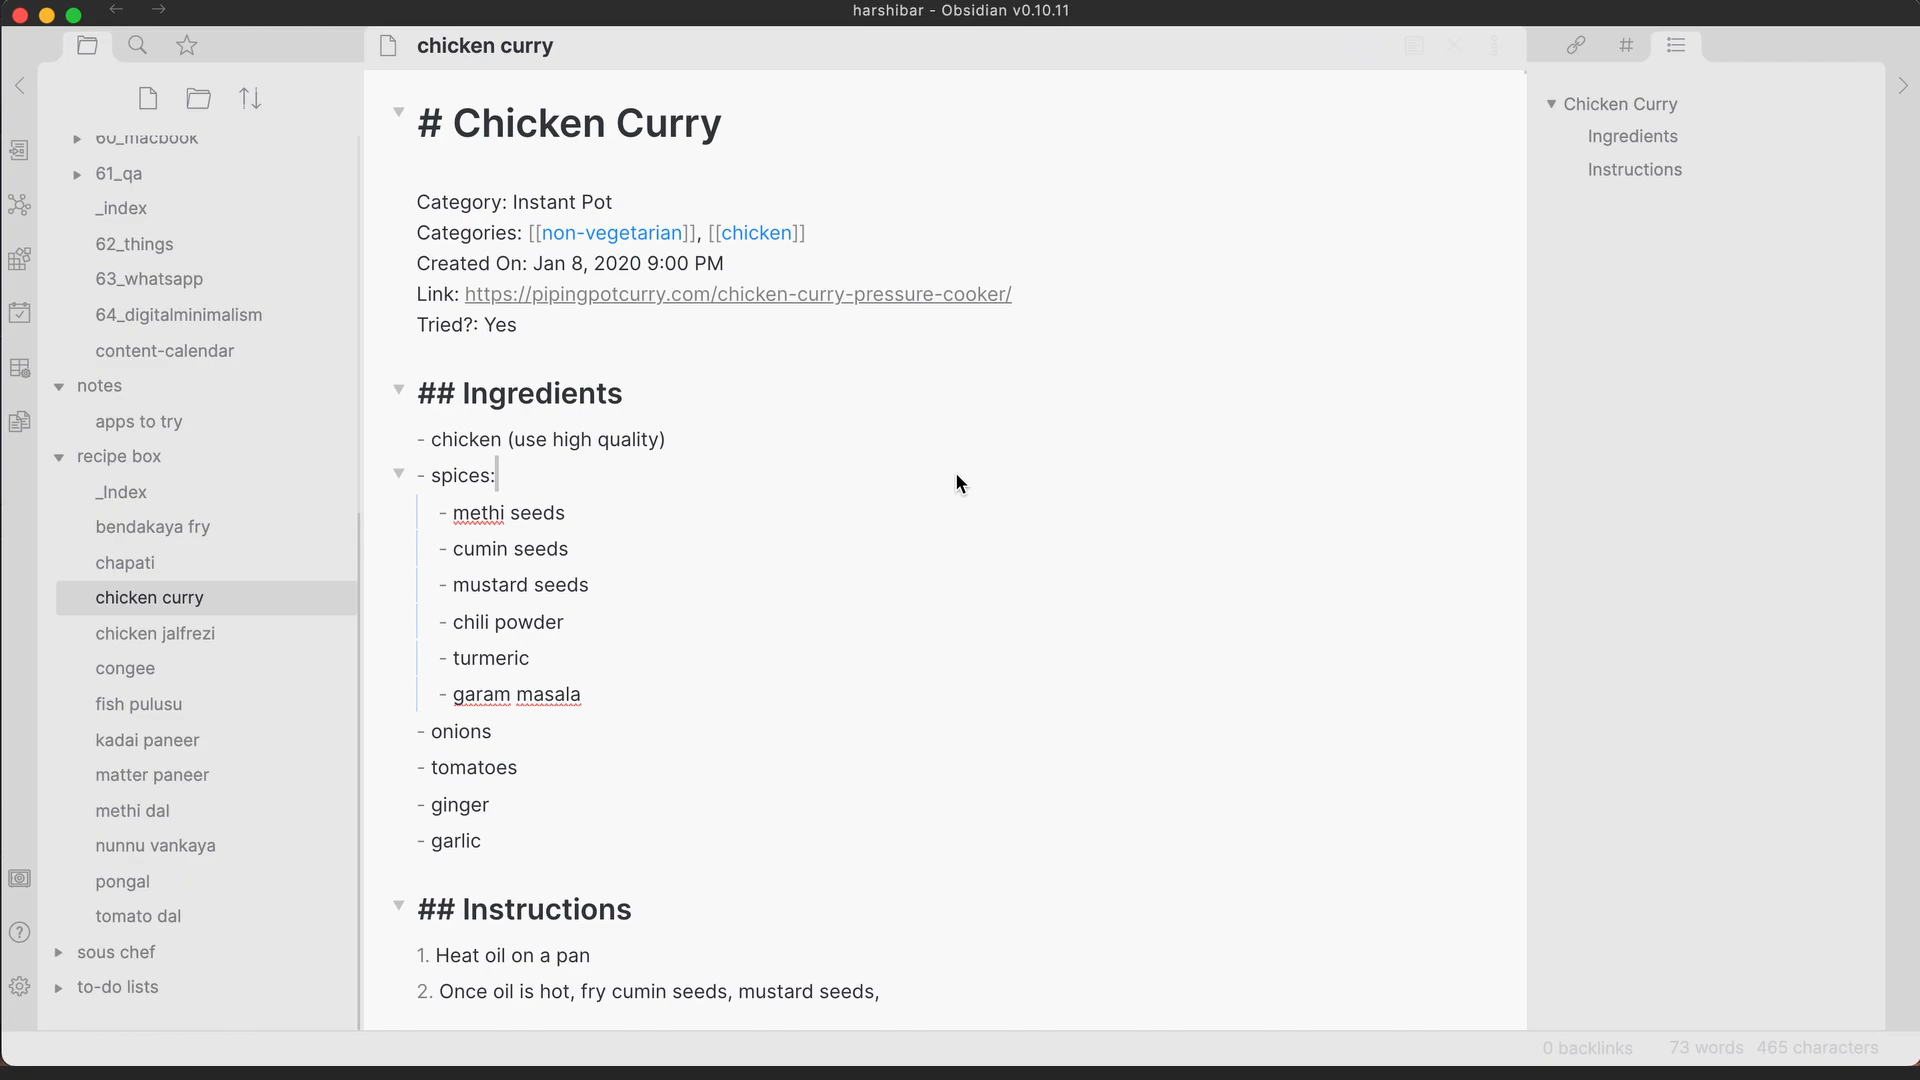 harshibar - Obsidian v0.10.11
chicken curry
60_macbook
61_qa
_index
62_things
63_whatsapp
64_digitalminimalism
content-calendar
notes
apps to try
recipe box
_Index
bendakaya fry
chapati
chicken curry
chicken jalfrezi
congee
fish pulusu
kadai paneer
matter paneer
methi dal
nunnu vankaya
pongal
tomato dal
sous chef
to-do lists
# Chicken Curry
Category: Instant Pot
Categories: [[non-vegetarian]], [[chicken]]
Created On: Jan 8, 2020 9:00 PM
Link: https://pipingpotcurry.com/chicken-curry-pressure-cooker/
Tried?: Yes
## Ingredients
- chicken (use high quality)
- spices:
- methi seeds
- cumin seeds
- mustard seeds
- chili powder
- turmeric
- garam masala
- onions
- tomatoes
- ginger
- garlic
## Instructions
1. Heat oil on a pan
2. Once oil is hot, fry cumin seeds, mustard seeds,
Chicken Curry
Ingredients
Instructions
0 backlinks 73 words 465 characters